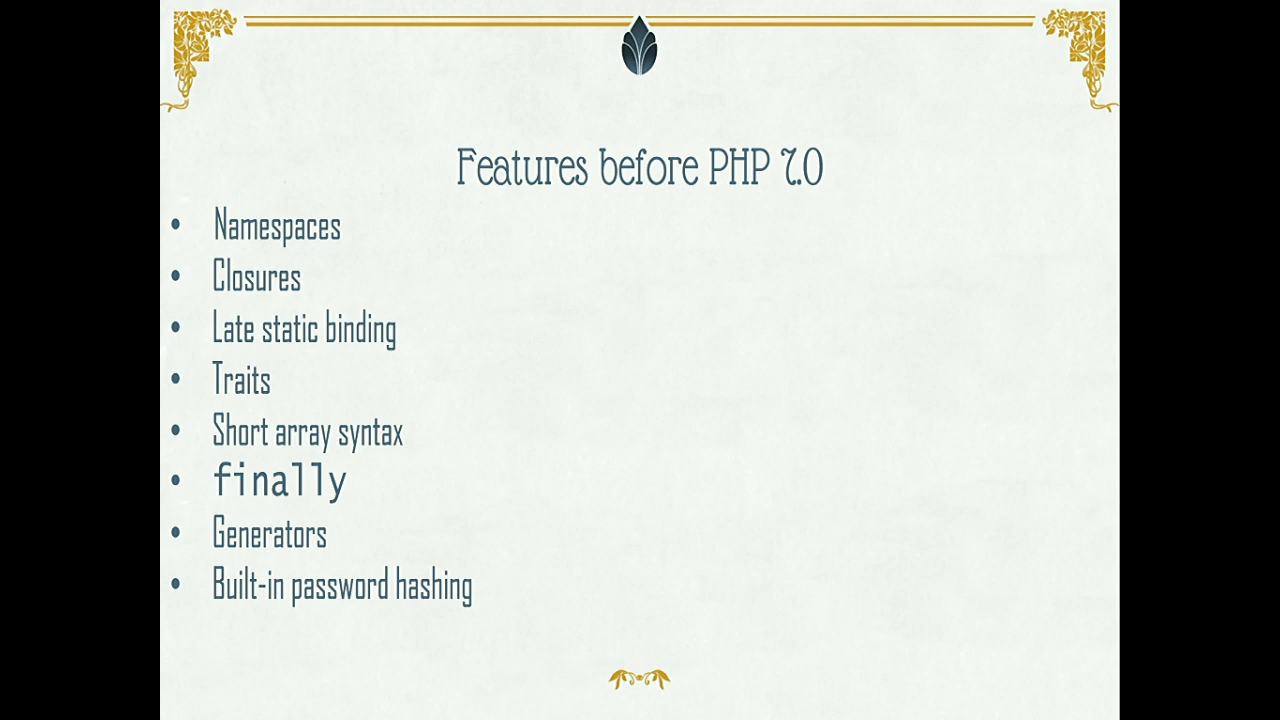 Features before PHP 7.0
• Namespaces
• Closures
• Late static binding
• Traits
• Short array syntax
• finally
• Generators
• Built-in password hashing